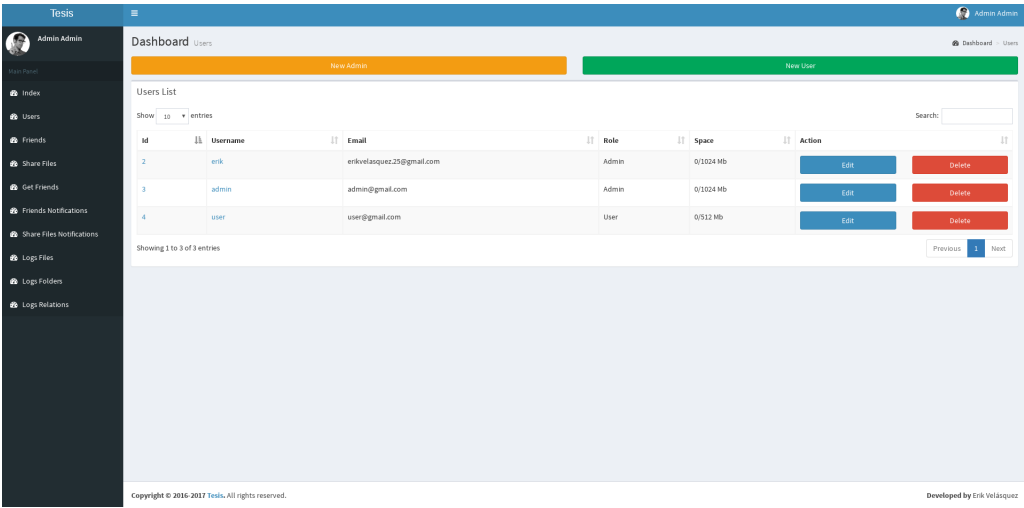 Tesis
Admin Admin
Admin Admin
Main Panel
Index
Users
Friends
Share Files
Get Friends
Friends Notifications
Share Files Notifications
Logs Files
Logs Folders
Logs Relations
Dashboard Users
Dashboard > Users
New Admin New User
Users List
Show 10 entries Search:
Id Username Email Role Space Action
2 erik erikvelasquez.25@gmail.com Admin 0/1024 Mb Edit Delete
3 admin admin@gmail.com Admin 0/1024 Mb Edit Delete
4 user user@gmail.com User 0/512 Mb Edit Delete
Showing 1 to 3 of 3 entries Previous 1 Next
Copyright © 2016-2017 Tesis. All rights reserved. Developed by Erik Velásquez